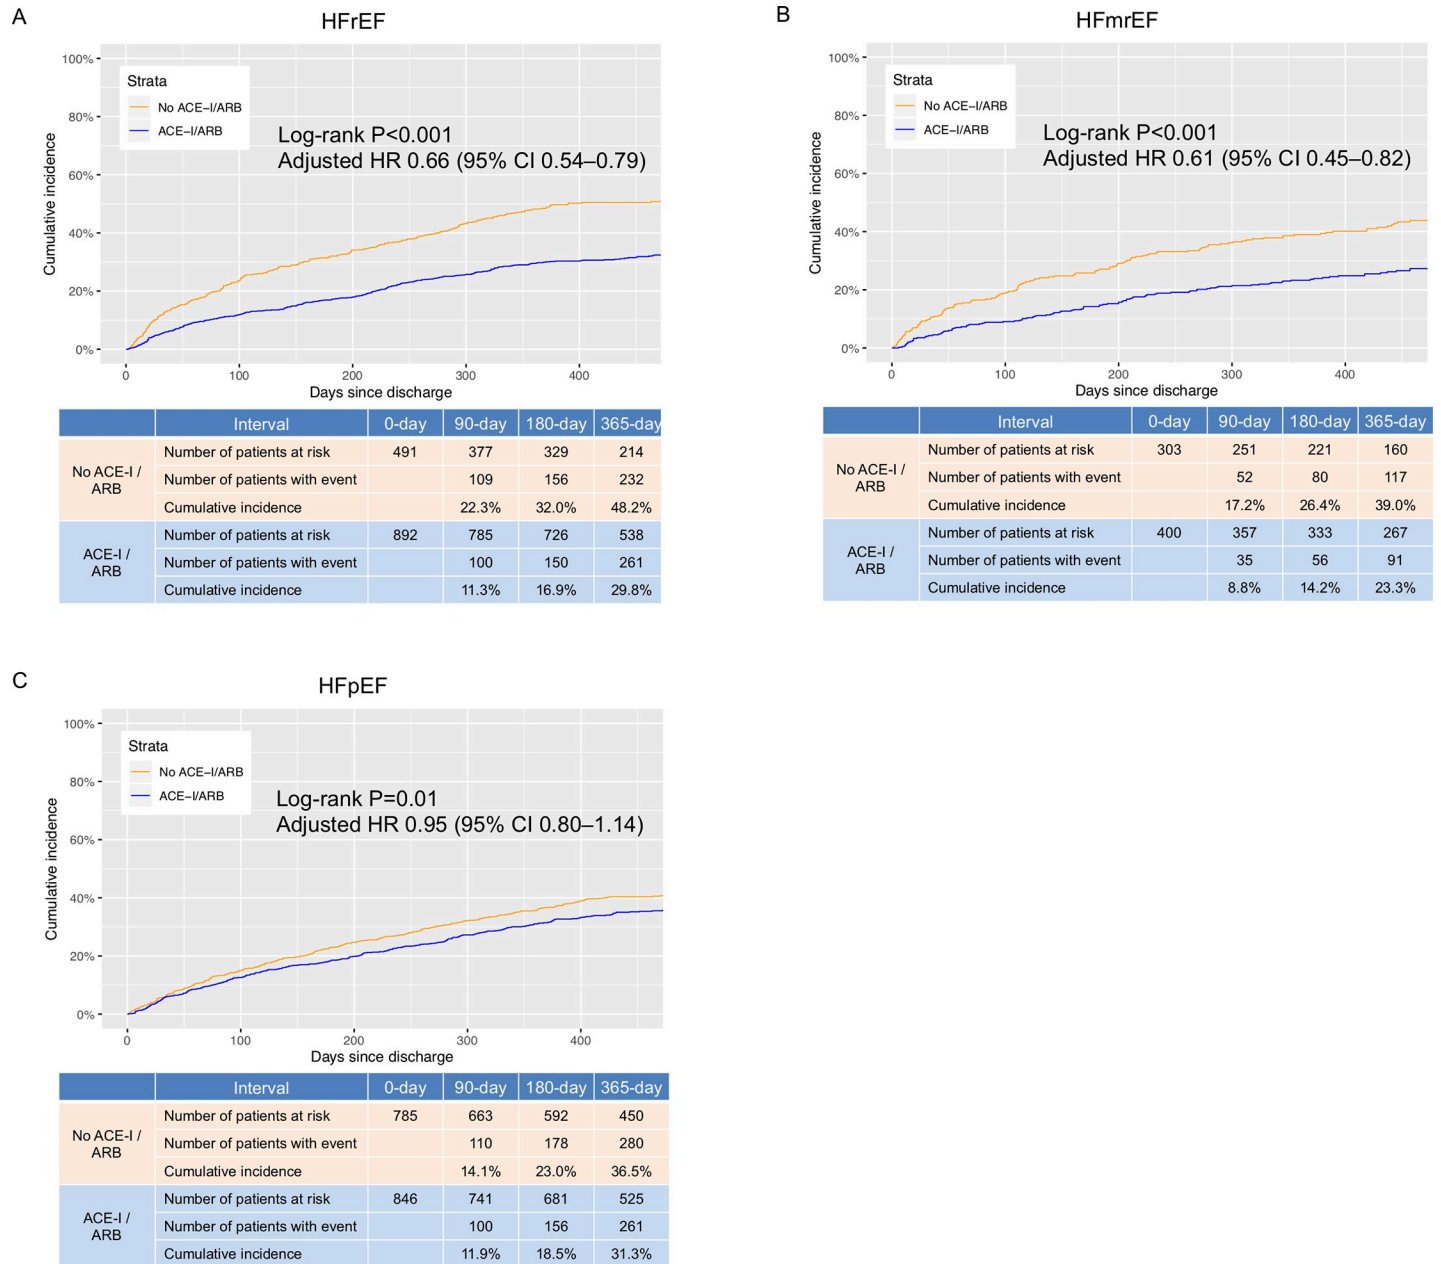 A
HFrEF
100%
80%
60%
40%
20%
0%
Cumulative incidence
Strata
No ACE–I/ARB
ACE–I/ARB
Log-rank P<0.001
Adjusted HR 0.66 (95% CI 0.54–0.79)
0 100 200 300 400
Days since discharge
Interval 0-day 90-day 180-day 365-day
No ACE-I / ARB
Number of patients at risk 491 377 329 214
Number of patients with event 109 156 232
Cumulative incidence 22.3% 32.0% 48.2%
ACE-I / ARB
Number of patients at risk 892 785 726 538
Number of patients with event 100 150 261
Cumulative incidence 11.3% 16.9% 29.8%
B
HFmrEF
100%
80%
60%
40%
20%
0%
Cumulative incidence
Strata
No ACE–I/ARB
ACE–I/ARB
Log-rank P<0.001
Adjusted HR 0.61 (95% CI 0.45–0.82)
0 100 200 300 400
Days since discharge
Interval 0-day 90-day 180-day 365-day
No ACE-I / ARB
Number of patients at risk 303 251 221 160
Number of patients with event 52 80 117
Cumulative incidence 17.2% 26.4% 39.0%
ACE-I / ARB
Number of patients at risk 400 357 333 267
Number of patients with event 35 56 91
Cumulative incidence 8.8% 14.2% 23.3%
C
HFpEF
100%
80%
60%
40%
20%
0%
Cumulative incidence
Strata
No ACE–I/ARB
ACE–I/ARB
Log-rank P=0.01
Adjusted HR 0.95 (95% CI 0.80–1.14)
0 100 200 300 400
Days since discharge
Interval 0-day 90-day 180-day 365-day
No ACE-I / ARB
Number of patients at risk 785 663 592 450
Number of patients with event 110 178 280
Cumulative incidence 14.1% 23.0% 36.5%
ACE-I / ARB
Number of patients at risk 846 741 681 525
Number of patients with event 100 156 261
Cumulative incidence 11.9% 18.5% 31.3%